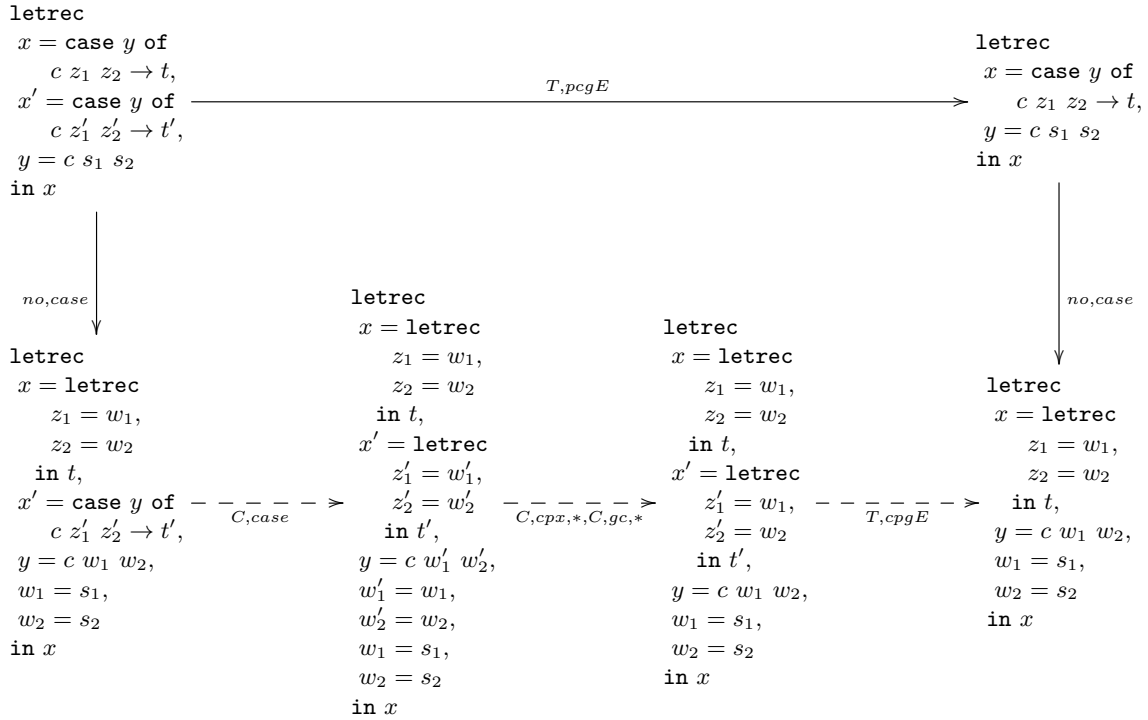 letrec
x = case y of
c z₁ z₂ → t,
x′ = case y of
c z′₁ z′₂ → t′,
y = c s₁ s₂
in x
T,pcgE
letrec
x = case y of
c z₁ z₂ → t,
y = c s₁ s₂
in x
no,case
no,case
letrec
x = letrec
z₁ = w₁,
z₂ = w₂
in t,
x′ = case y of
c z′₁ z′₂ → t′,
y = c w₁ w₂,
w₁ = s₁,
w₂ = s₂
in x
C,case
letrec
x = letrec
z₁ = w₁,
z₂ = w₂
in t,
x′ = letrec
z′₁ = w′₁,
z′₂ = w′₂
in t′,
y = c w′₁ w′₂,
w′₁ = w₁,
w′₂ = w₂,
w₁ = s₁,
w₂ = s₂
in x
C,cpx,∗,C,gc,∗
letrec
x = letrec
z₁ = w₁,
z₂ = w₂
in t,
x′ = letrec
z′₁ = w₁,
z′₂ = w₂
in t′,
y = c w₁ w₂,
w₁ = s₁,
w₂ = s₂
in x
T,cpgE
letrec
x = letrec
z₁ = w₁,
z₂ = w₂
in t,
y = c w₁ w₂,
w₁ = s₁,
w₂ = s₂
in x